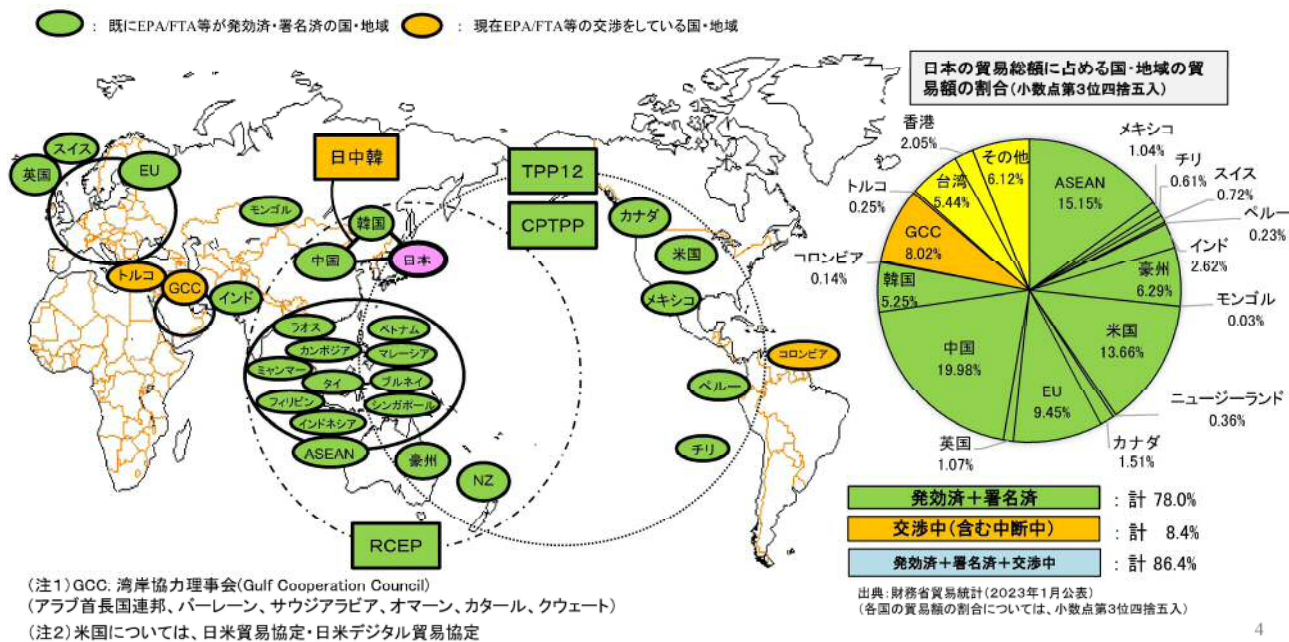 ：既にEPA/FTA等が発効済・署名済の国・地域
：現在EPA/FTA等の交渉をしている国・地域
スイス
英国
EU
モンゴル
日中韓
韓国
中国
日本
トルコ
GCC
インド
ラオス
ベトナム
カンボジア
マレーシア
ミャンマー
タイ
ブルネイ
フィリピン
シンガポール
インドネシア
ASEAN
豪州
NZ
RCEP
TPP12
CPTPP
カナダ
米国
メキシコ
コロンビア
ペルー
チリ
日本の貿易総額に占める国・地域の貿
易額の割合(小数点第3位四捨五入)
ASEAN
15.15%
メキシコ
1.04%
チリ
0.61%
スイス
0.72%
ペルー
0.23%
インド
2.62%
豪州
6.29%
モンゴル
0.03%
米国
13.66%
ニュージーランド
0.36%
カナダ
1.51%
EU
9.45%
英国
1.07%
中国
19.98%
韓国
5.25%
コロンビア
0.14%
GCC
8.02%
トルコ
0.25%
台湾
5.44%
香港
2.05%
その他
6.12%
発効済＋署名済 ：計 78.0%
交渉中(含む中断中) ：計 8.4%
発効済＋署名済＋交渉中 ：計 86.4%
出典：財務省貿易統計(2023年1月公表)
(各国の貿易額の割合については、小数点第3位四捨五入)
(注1)GCC: 湾岸協力理事会(Gulf Cooperation Council)
(アラブ首長国連邦、バーレーン、サウジアラビア、オマーン、カタール、クウェート)
(注2)米国については、日米貿易協定・日米デジタル貿易協定
4